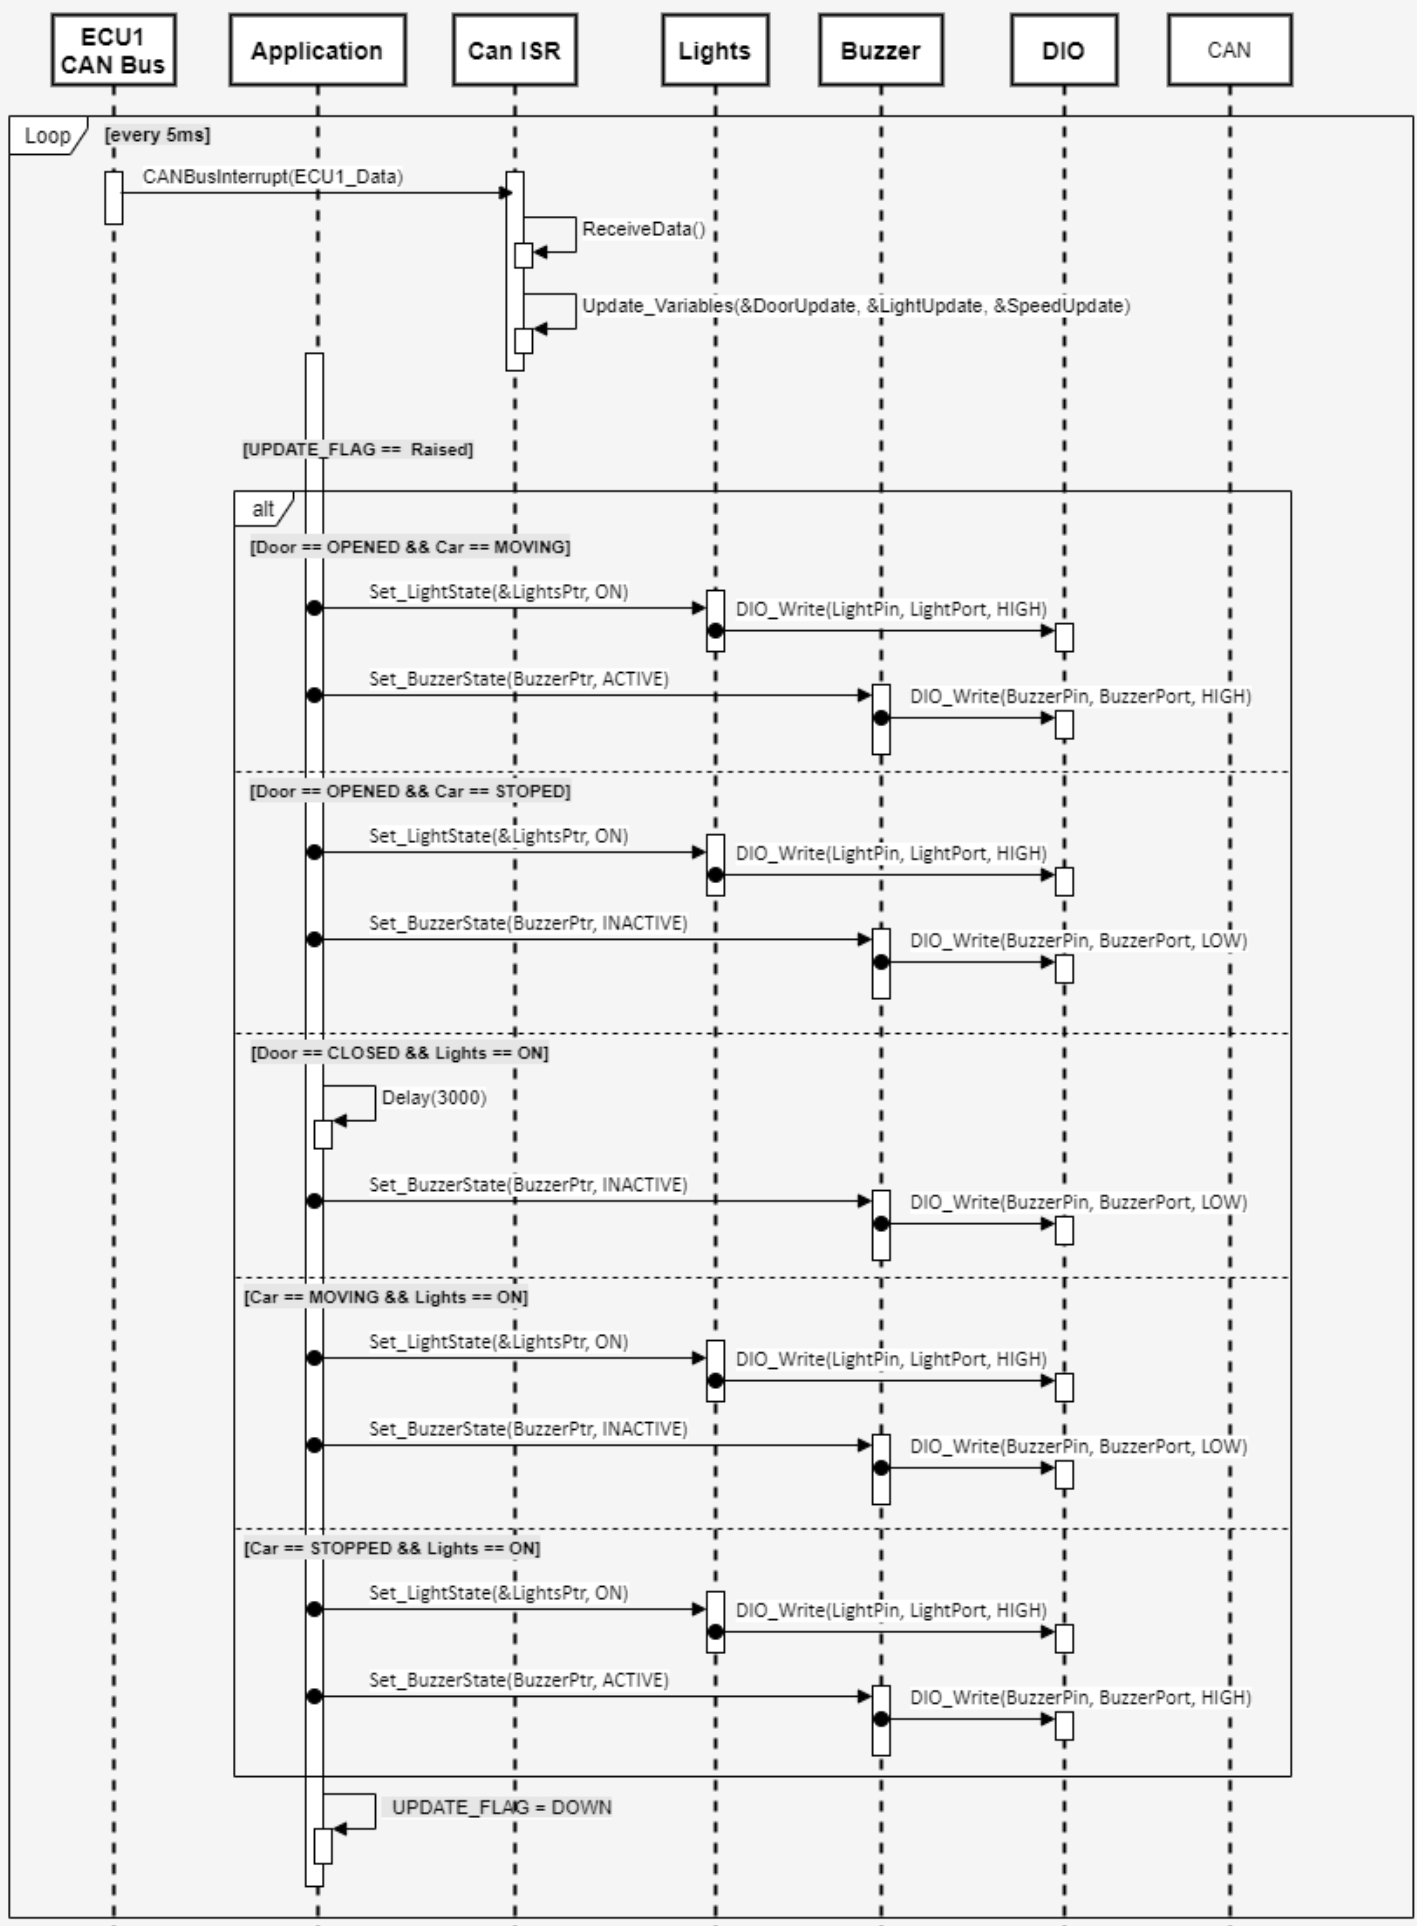 ECU1
CAN Bus
Application
Can ISR
Lights
Buzzer
DIO
CAN
Loop
[every 5ms]
CANBusInterrupt(ECU1_Data)
ReceiveData()
Update_Variables(&DoorUpdate, &LightUpdate, &SpeedUpdate)
[UPDATE_FLAG == Raised]
alt
[Door == OPENED && Car == MOVING]
Set_LightState(&LightsPtr, ON)
DIO_Write(LightPin, LightPort, HIGH)
Set_BuzzerState(BuzzerPtr, ACTIVE)
DIO_Write(BuzzerPin, BuzzerPort, HIGH)
[Door == OPENED && Car == STOPED]
Set_LightState(&LightsPtr, ON)
DIO_Write(LightPin, LightPort, HIGH)
Set_BuzzerState(BuzzerPtr, INACTIVE)
DIO_Write(BuzzerPin, BuzzerPort, LOW)
[Door == CLOSED && Lights == ON]
Delay(3000)
Set_BuzzerState(BuzzerPtr, INACTIVE)
DIO_Write(BuzzerPin, BuzzerPort, LOW)
[Car == MOVING && Lights == ON]
Set_LightState(&LightsPtr, ON)
DIO_Write(LightPin, LightPort, HIGH)
Set_BuzzerState(BuzzerPtr, INACTIVE)
DIO_Write(BuzzerPin, BuzzerPort, LOW)
[Car == STOPPED && Lights == ON]
Set_LightState(&LightsPtr, ON)
DIO_Write(LightPin, LightPort, HIGH)
Set_BuzzerState(BuzzerPtr, ACTIVE)
DIO_Write(BuzzerPin, BuzzerPort, HIGH)
UPDATE_FLAG = DOWN